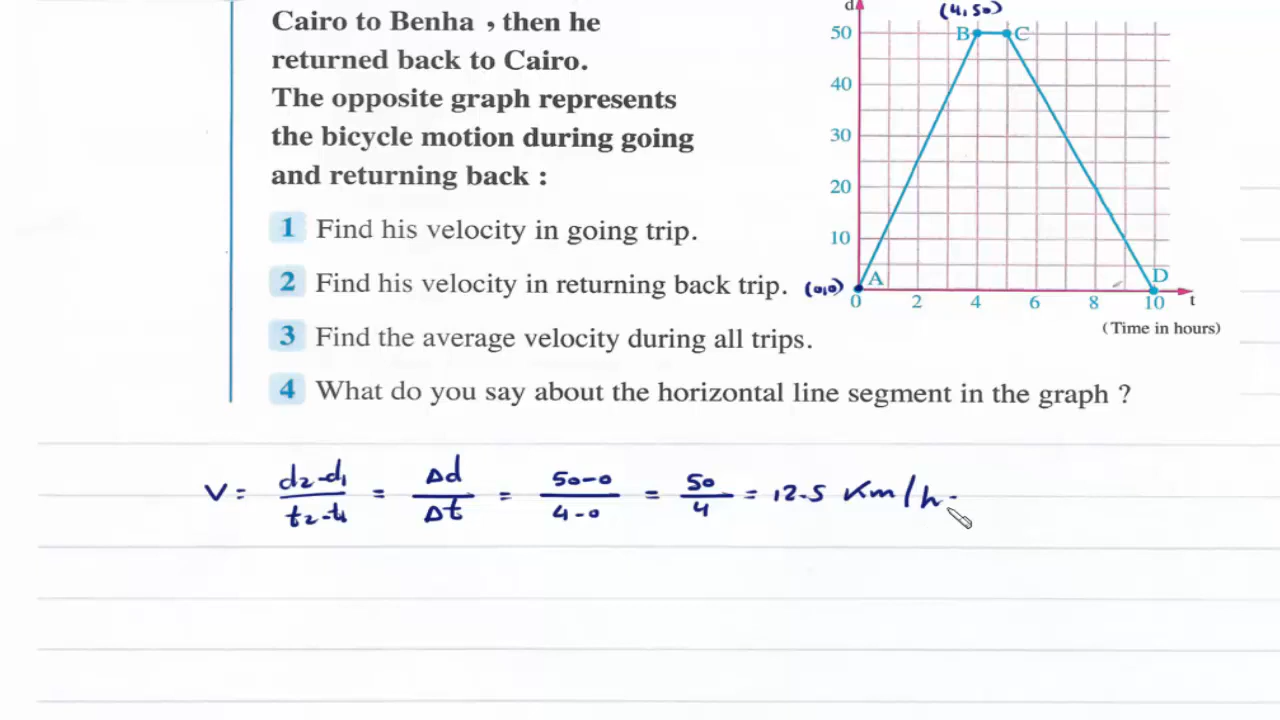 Cairo to Benha , then he
returned back to Cairo.
The opposite graph represents
the bicycle motion during going
and returning back :
1 Find his velocity in going trip.
2 Find his velocity in returning back trip.
3 Find the average velocity during all trips.
4 What do you say about the horizontal line segment in the graph ?
d
(4,50)
50 B C
40
30
20
10
(0,0) A D
0 2 4 6 8 10 t
(Time in hours)
V = d2-d1/t2-t1 = Δd/Δt = 50-0/4-0 = 50/4 = 12.5 Km/h.